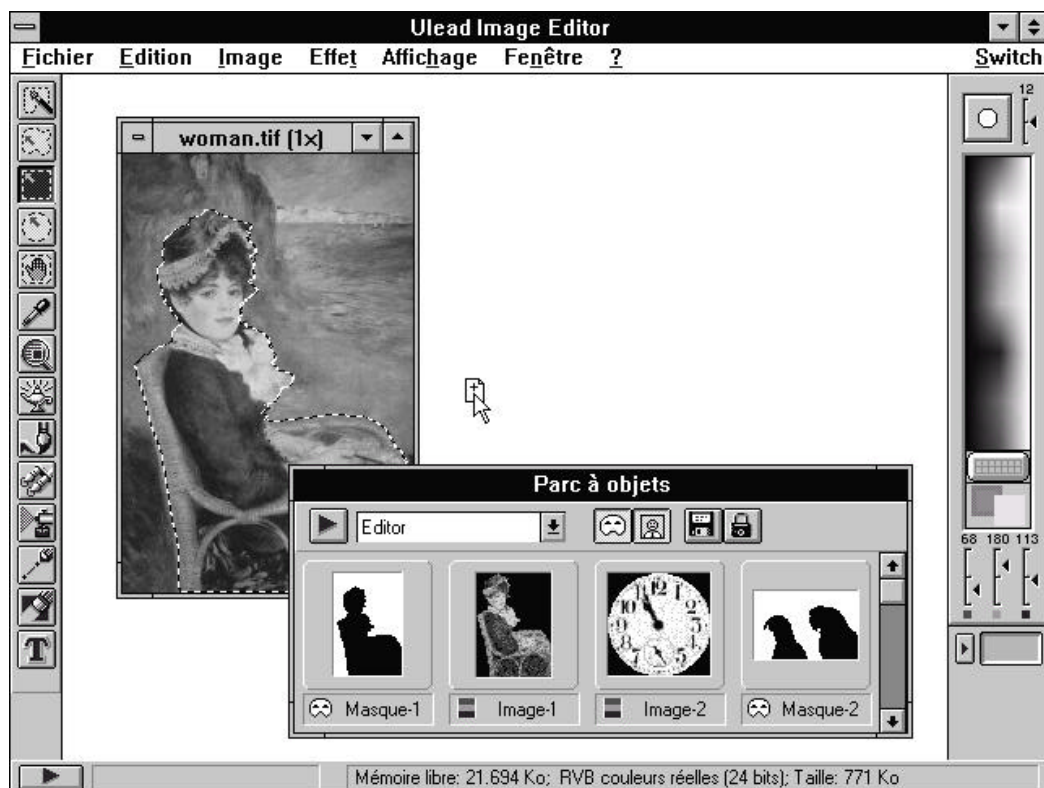 Ulead Image Editor
Fichier Edition Image Effet Affichage Fenêtre ? Switch
12
woman.tif (1x)
Parc à objets
Editor
68 180 113
Masque-1 Image-1 Image-2 Masque-2
Mémoire libre: 21.694 Ko; RVB couleurs réelles (24 bits); Taille: 771 Ko